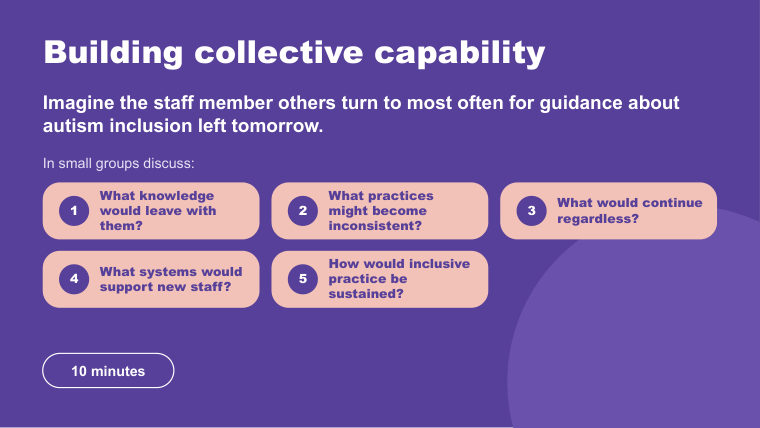 Building collective capability
Imagine the staff member others turn to most often for guidance about
autism inclusion left tomorrow.
In small groups discuss:
1
What knowledge
would leave with
them?
2
What practices
might become
inconsistent?
3
What would continue
regardless?
4
What systems would
support new staff?
5
How would inclusive
practice be
sustained?
10 minutes